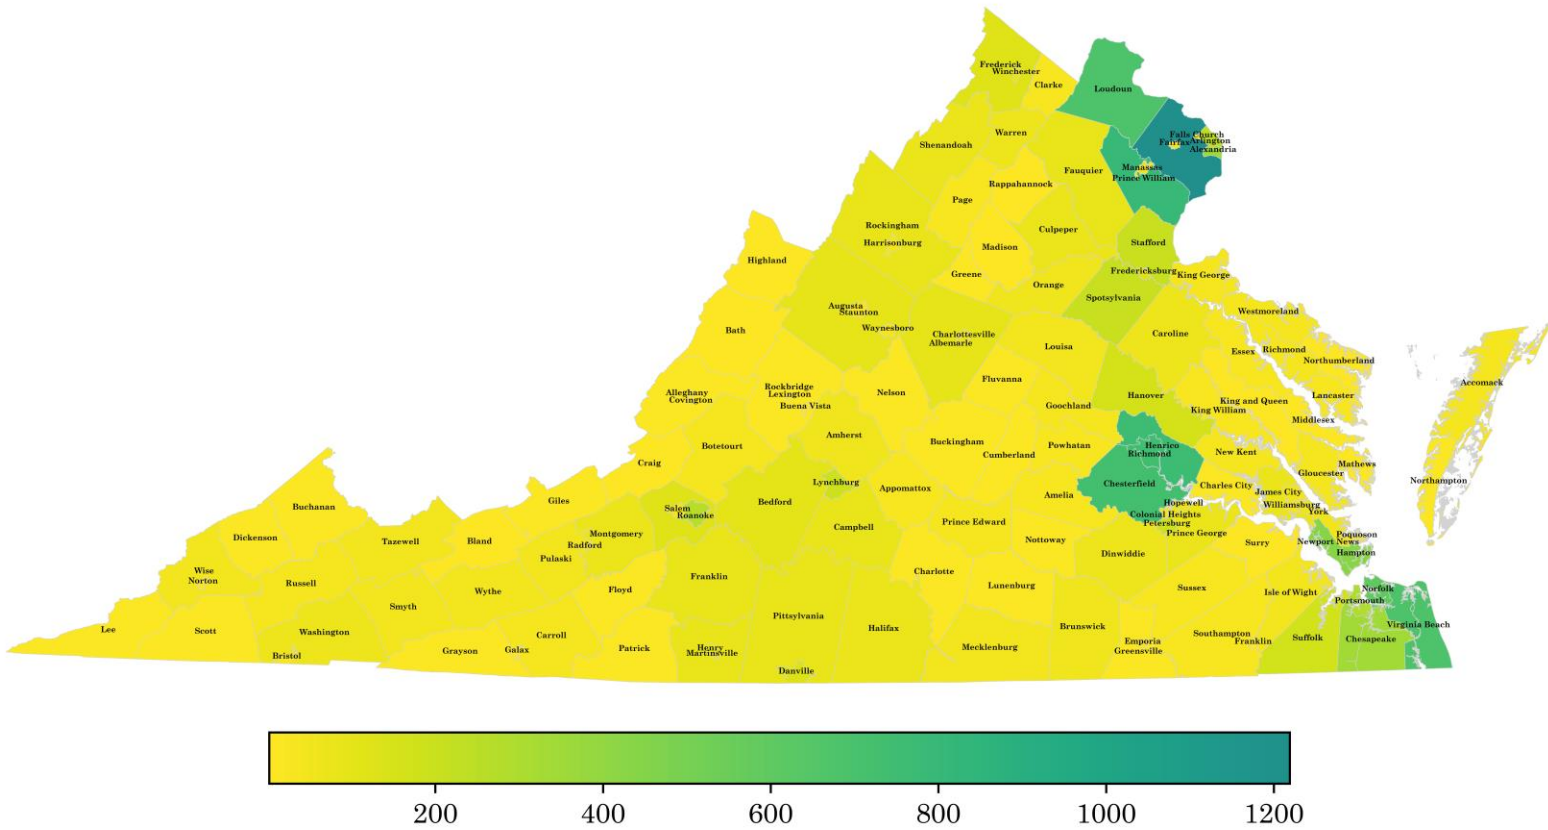 Frederick
Winchester
Clarke
Loudoun
Warren
Falls Church
Shenandoah
Fairfax
Arlington
Alexandria
Manassas
Fauquier
Prince William
Rappahannock
Page
Rockingham
Culpeper
Harrisonburg
Stafford
Madison
Highland
Greene
Fredericksburg
King George
Orange
Spotsylvania
Augusta
Staunton
Westmoreland
Waynesboro
Bath
Charlottesville
Albemarle
Caroline
Louisa
Essex
Richmond
Northumberland
Fluvanna
Accomack
Rockbridge
Lexington
Alleghany
Covington
Nelson
Hanover
Lancaster
Buena Vista
Goochland
King and Queen
King William
Middlesex
Amherst
Buckingham
Botetourt
Powhatan
Henrico
Richmond
Cumberland
New Kent
Craig
Mathews
Gloucester
Northampton
Lynchburg
Chesterfield
Charles City
Appomattox
James City
Amelia
Giles
Bedford
Hopewell
Williamsburg
Buchanan
Salem
Roanoke
Colonial Heights
York
Petersburg
Prince Edward
Campbell
Montgomery
Prince George
Poquoson
Dickenson
Tazewell
Bland
Radford
Nottoway
Surry
Newport News
Hampton
Pulaski
Dinwiddie
Wise
Norton
Charlotte
Franklin
Russell
Lunenburg
Sussex
Norfolk
Wythe
Floyd
Isle of Wight
Portsmouth
Smyth
Pittsylvania
Virginia Beach
Lee
Scott
Washington
Halifax
Brunswick
Carroll
Southampton
Franklin
Suffolk
Chesapeake
Emporia
Greensville
Grayson
Galax
Patrick
Henry
Martinsville
Mecklenburg
Bristol
Danville
200 400 600 800 1000 1200